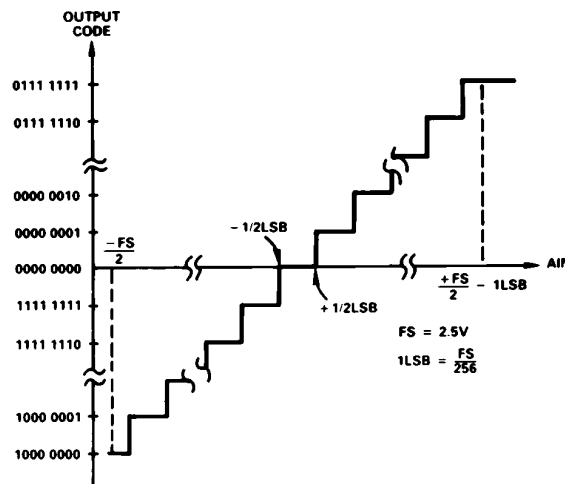 OUTPUT
CODE
0111 1111
0111 1110
0000 0010
0000 0001
0000 0000
1111 1111
1111 1110
1000 0001
1000 0000
-FS
2
- 1/2LSB
+ 1/2LSB
AIN
+FS
2
- 1LSB
FS = 2.5V
1LSB = FS
256